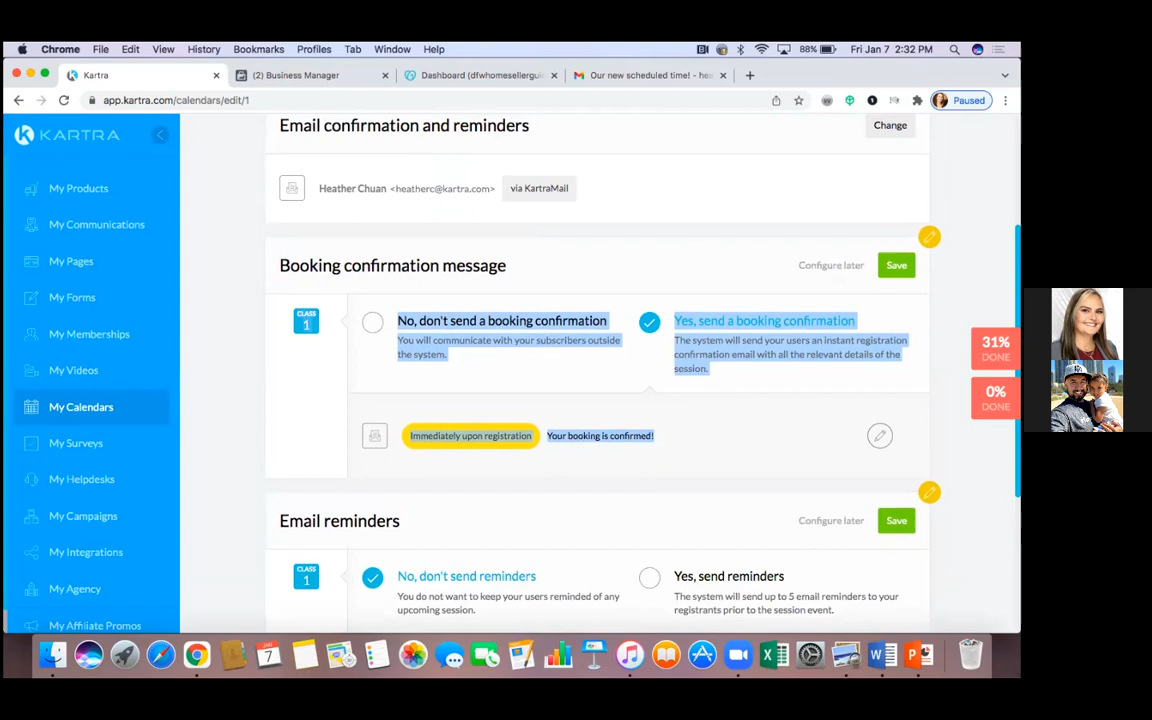 Chrome File Edit View History Bookmarks Profiles Tab Window Help 88% Fri Jan 7 2:32 PM
Kartra (2) Business Manager Dashboard (dfwhomesellergui Our new scheduled time! - he
app.kartra.com/calendars/edit/1 Paused
KARTRA
My Products
My Communications
My Pages
My Forms
My Memberships
My Videos
My Calendars
My Surveys
My Helpdesks
My Campaigns
My Integrations
My Agency
My Affiliate Promos
Email confirmation and reminders Change
Heather Chuan <heatherc@kartra.com> via KartraMail
Booking confirmation message Configure later Save
CLASS
1
No, don't send a booking confirmation
You will communicate with your subscribers outside
the system.
Yes, send a booking confirmation
The system will send your users an instant registration
confirmation email with all the relevant details of the
session.
Immediately upon registration Your booking is confirmed!
Email reminders Configure later Save
CLASS
1
No, don't send reminders
You do not want to keep your users reminded of any
upcoming session.
Yes, send reminders
The system will send up to 5 email reminders to your
registrants prior to the session event.
31%
DONE
0%
DONE